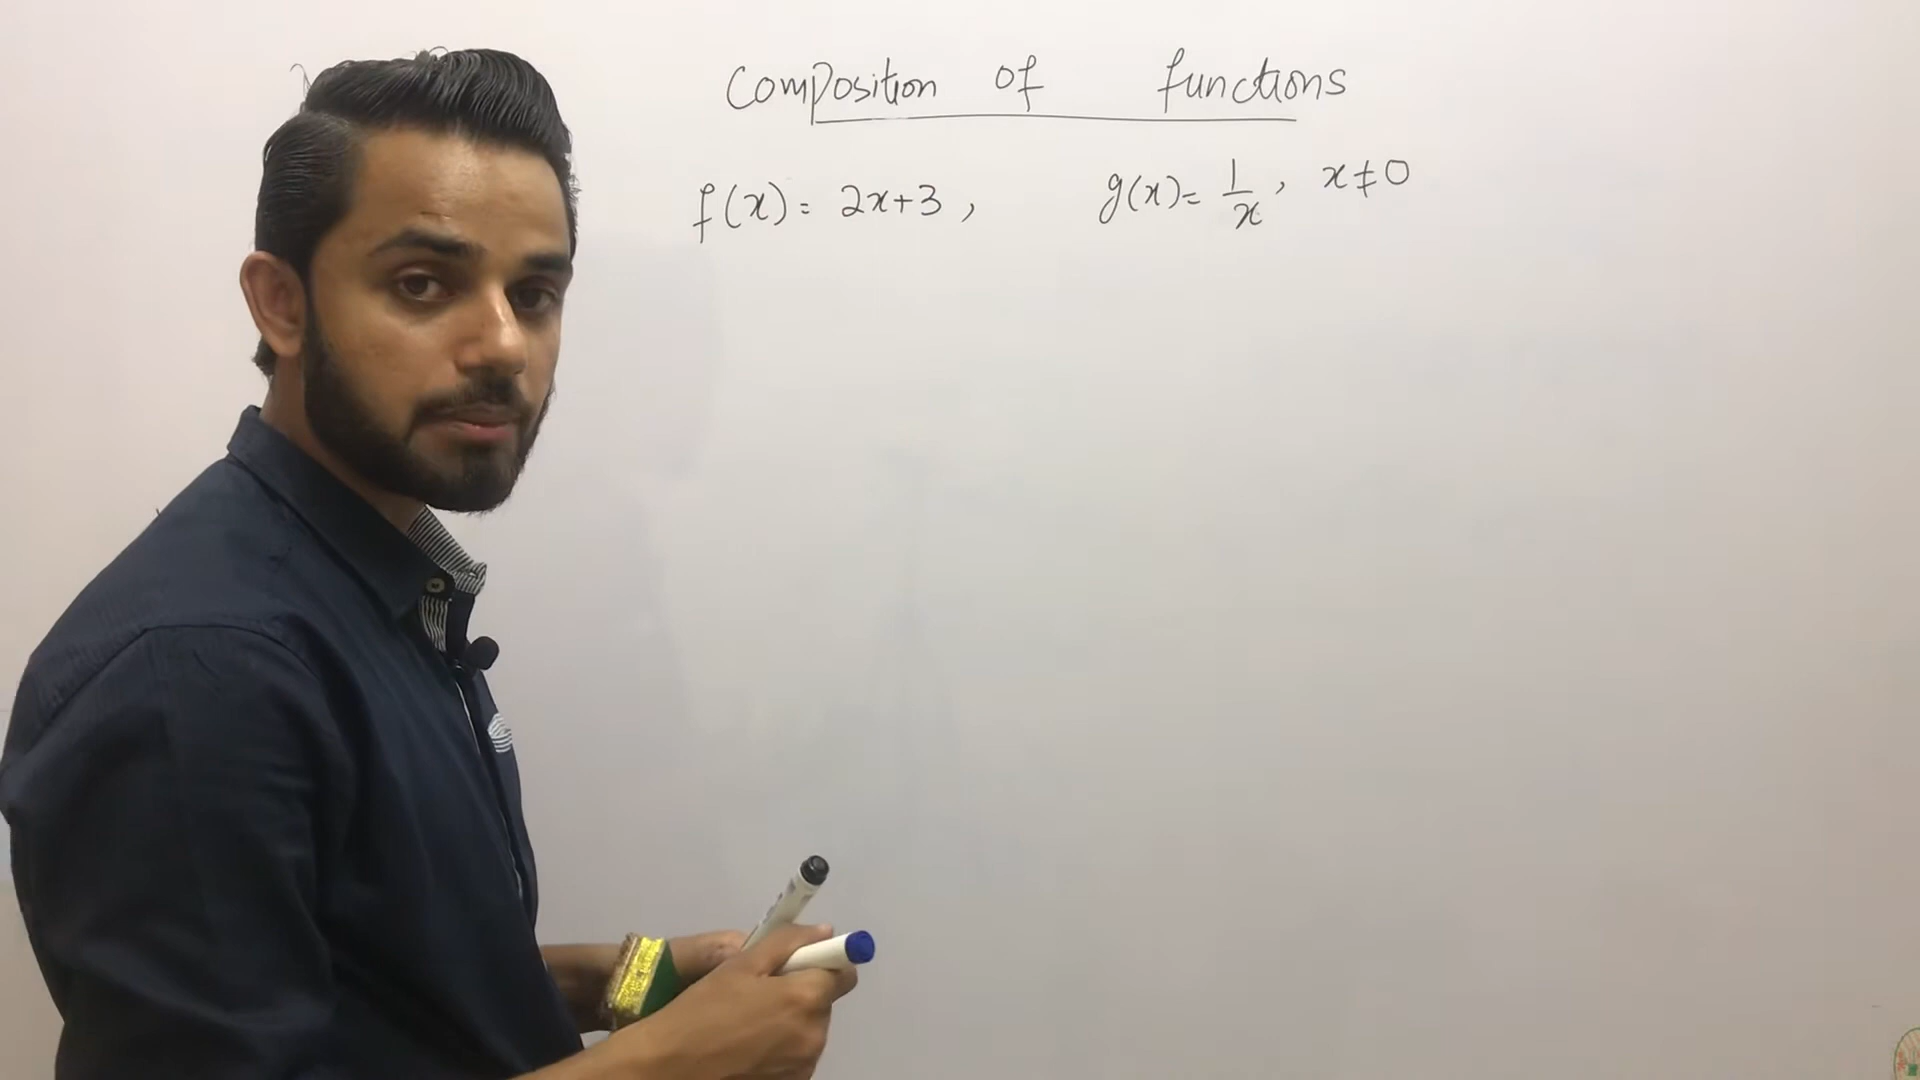 Composition of functions
f(x) = 2x+3 , g(x) = 1/x , x≠0